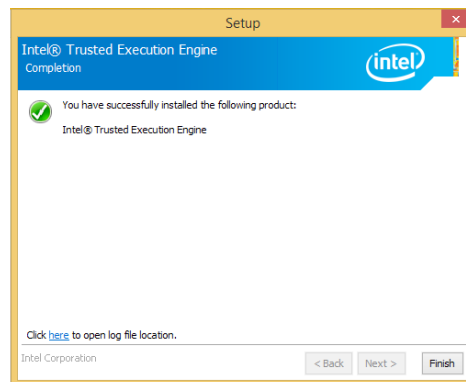 Setup
Intel® Trusted Execution Engine
Completion
intel
You have successfully installed the following product:
Intel® Trusted Execution Engine
Click here to open log file location.
Intel Corporation
< Back Next > Finish